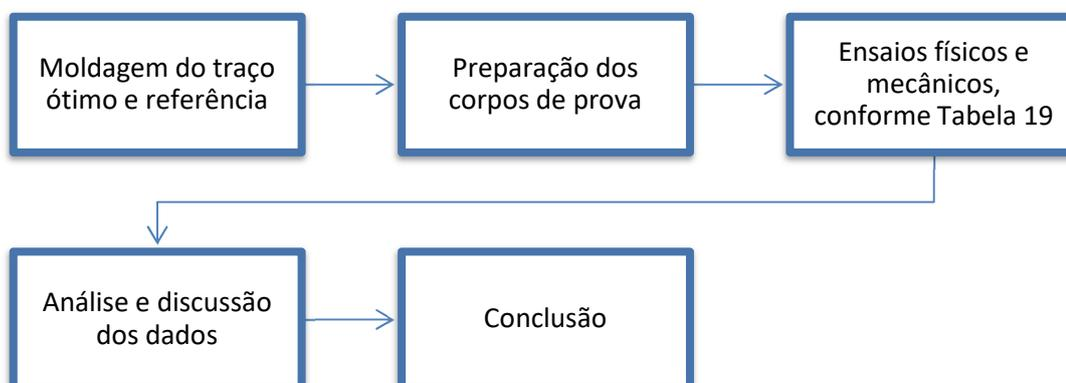 Moldagem do traço
ótimo e referência
Preparação dos
corpos de prova
Ensaios físicos e
mecânicos,
conforme Tabela 19
Análise e discussão
dos dados
Conclusão